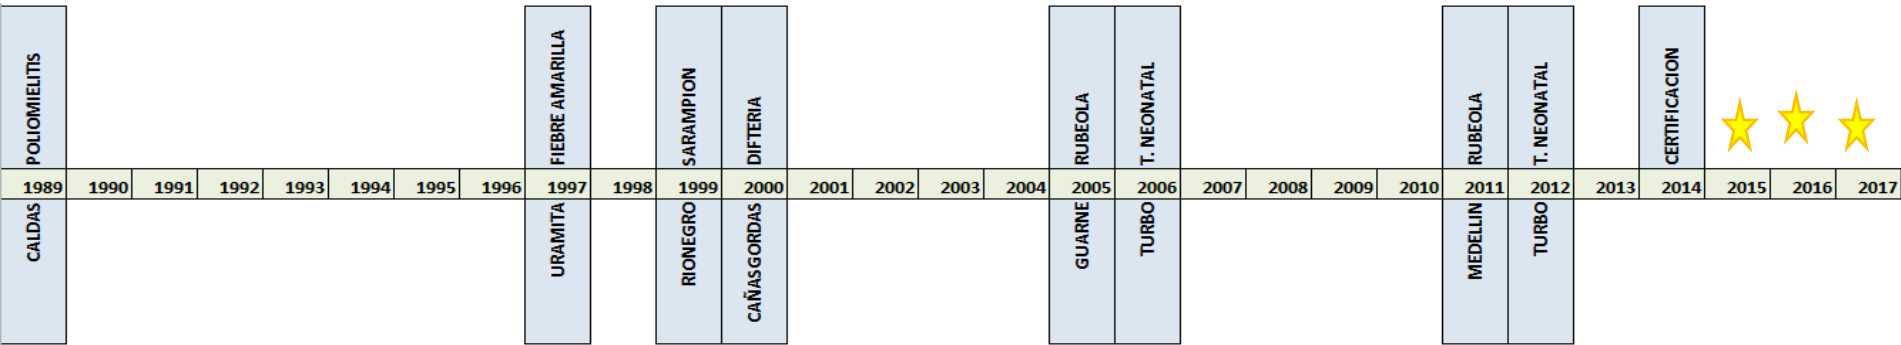 POLIOMIELITIS
FIEBRE AMARILLA
SARAMPION
DIFTERIA
RUBEOLA
T. NEONATAL
RUBEOLA
T. NEONATAL
CERTIFICACION
1989 1990 1991 1992 1993 1994 1995 1996 1997 1998 1999 2000 2001 2002 2003 2004 2005 2006 2007 2008 2009 2010 2011 2012 2013 2014 2015 2016 2017
CALDAS
URAMITA
RIONEGRO
CAÑASGORDAS
GUARNE
TURBO
MEDELLIN
TURBO